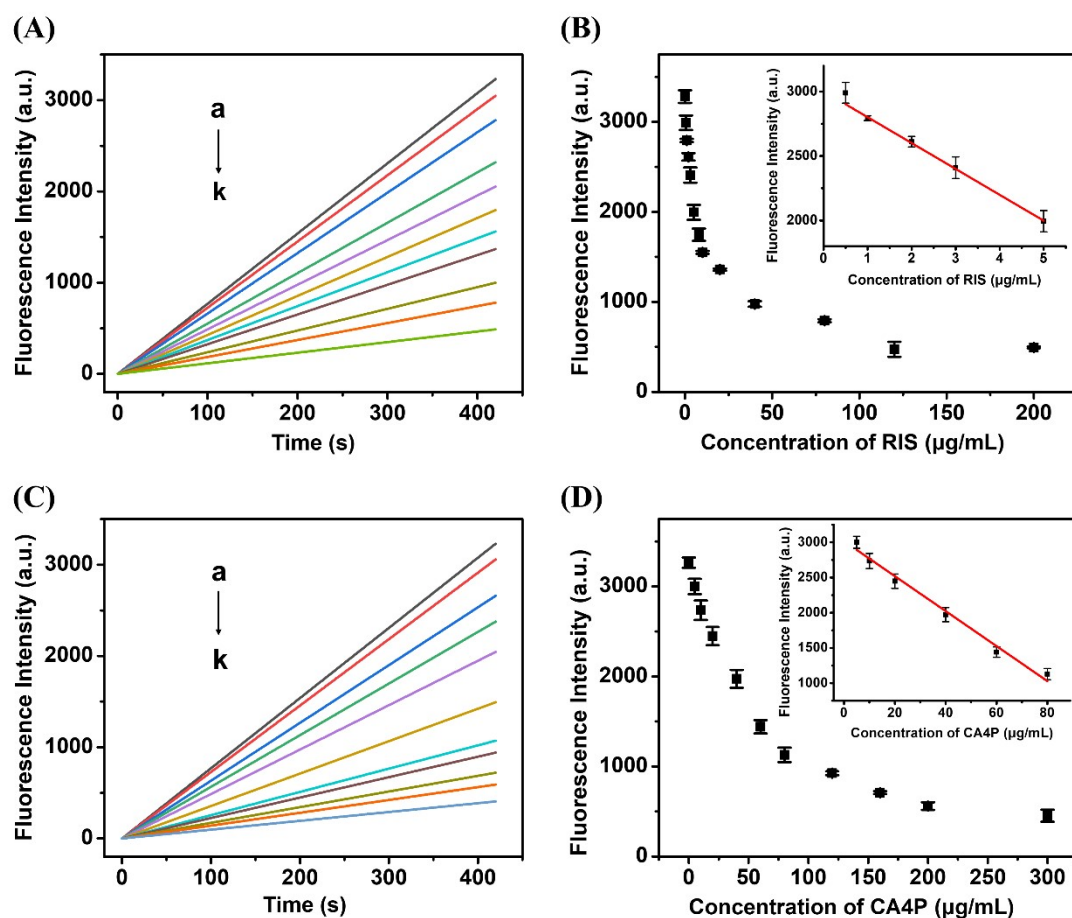 (A)
Fluorescence Intensity (a.u.)
3000
2000
1000
0
a
k
0 100 200 300 400
Time (s)
(B)
Fluorescence Intensity (a.u.)
3000
2000
1000
0
0 25 50 75 100 125 150 175 200
Concentration of RIS (μg/mL)
Fluorescence Intensity (a.u.)
3000
2500
2000
1 2 3 4 5
Concentration of RIS (μg/mL)
(C)
Fluorescence Intensity (a.u.)
3000
2000
1000
0
a
k
0 100 200 300 400
Time (s)
(D)
Fluorescence Intensity (a.u.)
3000
2000
1000
0
0 50 100 150 200 250 300
Concentration of CA4P (μg/mL)
Fluorescence Intensity (a.u.)
3000
2500
2000
1500
1000
0 20 40 60 80
Concentration of CA4P (μg/mL)